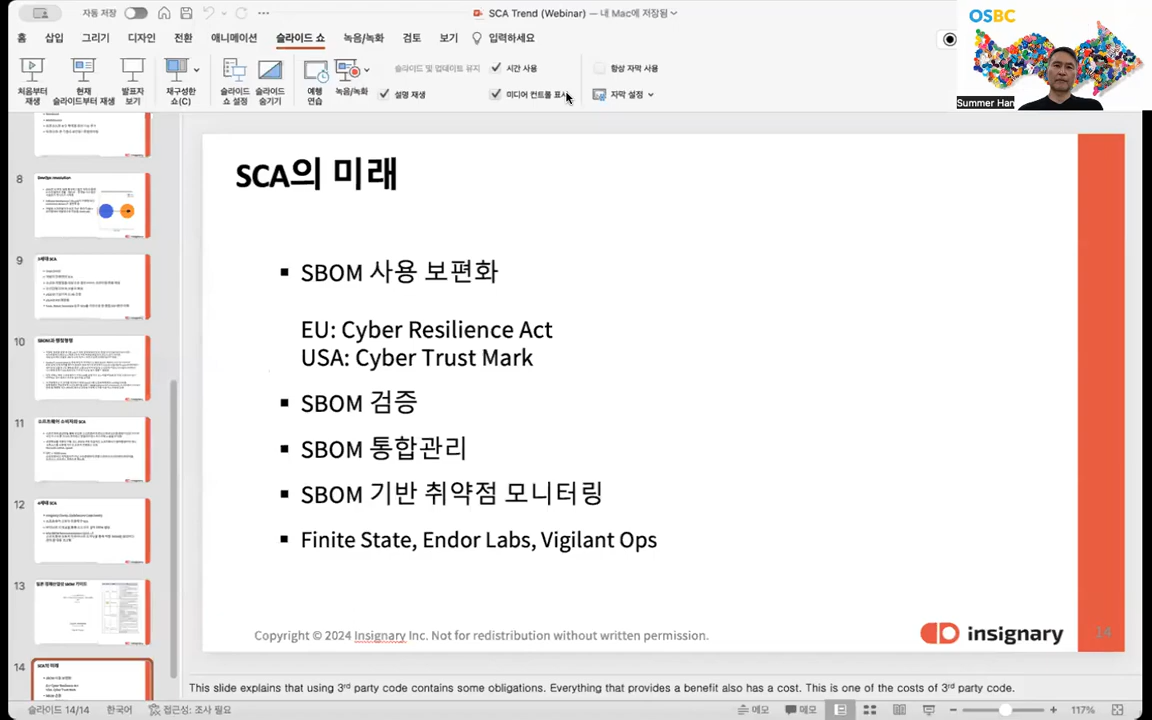 자동 저장
SCA Trend (Webinar) — 내 Mac에 저장됨
홈 삽입 그리기 디자인 전환 애니메이션 슬라이드 쇼 녹음/녹화 검토 보기 입력하세요
처음부터 재생
현재 슬라이드부터 재생
발표자 보기
재구성한 쇼(C)
슬라이드 쇼 설정
슬라이드 숨기기
예행 연습
녹음/녹화
슬라이드 및 업데이트 유지
설명 재생
시간 사용
미디어 컨트롤 표시
항상 자막 사용
자막 설정
OSBC
Summer Han
8
DevOps revolution
9
10
11
12
13
14
SCA의 미래
SCA의 미래
SBOM 사용 보편화
EU: Cyber Resilience Act
USA: Cyber Trust Mark
SBOM 검증
SBOM 통합관리
SBOM 기반 취약점 모니터링
Finite State, Endor Labs, Vigilant Ops
Copyright © 2024 Insignary Inc. Not for redistribution without written permission.
insignary
14
This slide explains that using 3rd party code contains some obligations. Everything that provides a benefit also has a cost. This is one of the costs of 3rd party code.
슬라이드 14/14 한국어 접근성: 조사 필요
메모 메모 117%